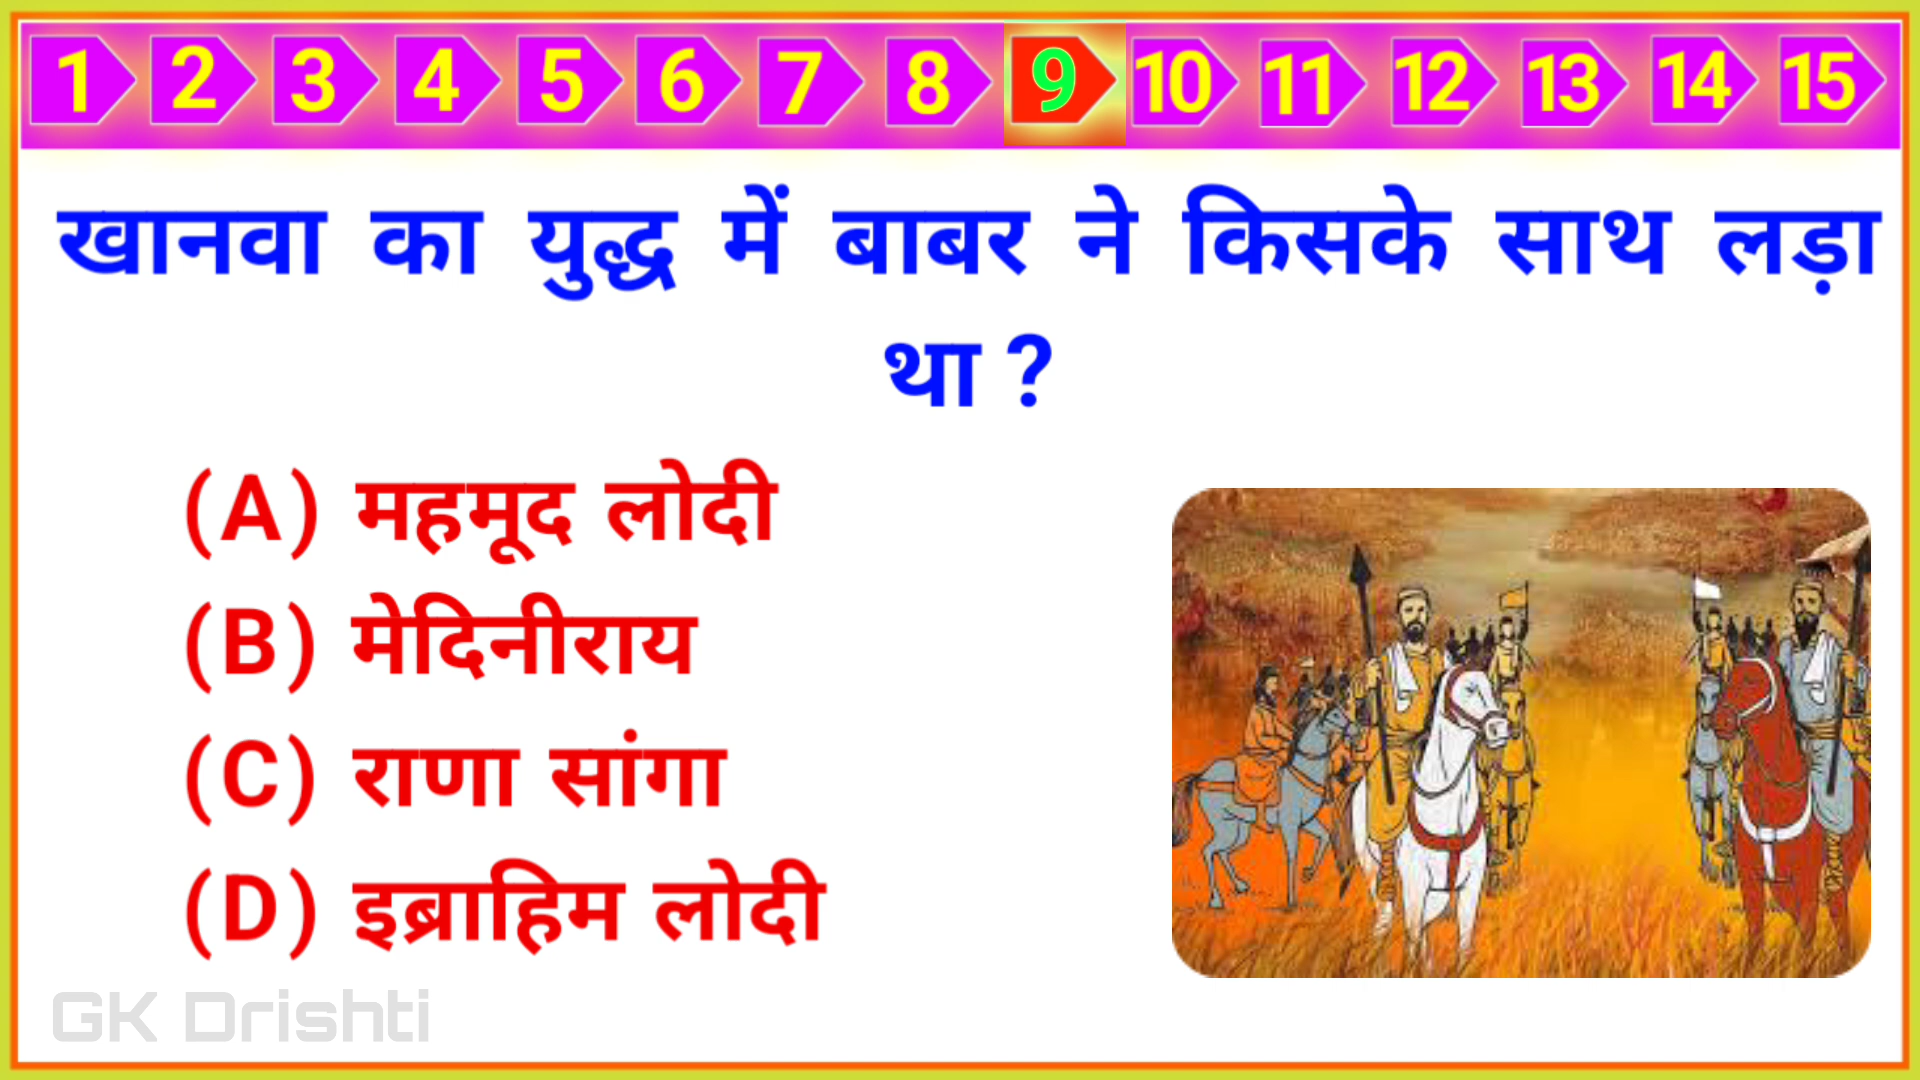 1 2 3 4 5 6 7 8 9 10 11 12 13 14 15
खानवा का युद्ध में बाबर ने किसके साथ लड़ा
था ?
(A) महमूद लोदी
(B) मेदिनीराय
(C) राणा सांगा
(D) इब्राहिम लोदी
GK Drishti